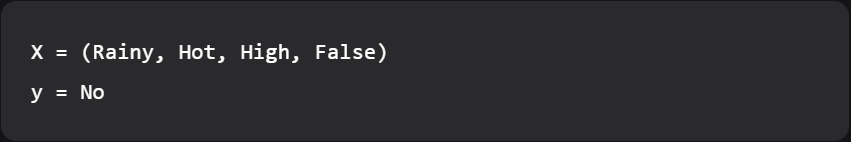 X = (Rainy, Hot, High, False)
y = No